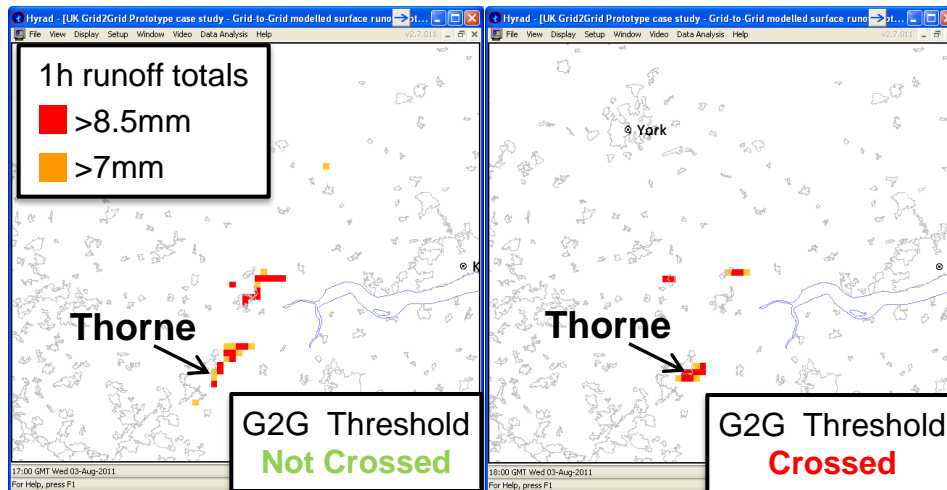 Hyrad - [UK Grid2Grid Prototype case study - Grid-to-Grid modelled surface runo
pt...
File View Display Setup Window Video Data Analysis Help
v2.7.011
1h runoff totals
>8.5mm
>7mm
K
Thorne
G2G Threshold
Not Crossed
17:00 GMT Wed 03-Aug-2011
For Help, press F1
Hyrad - [UK Grid2Grid Prototype case study - Grid-to-Grid modelled surface runo
pt...
File View Display Setup Window Video Data Analysis Help
v2.7.011
York
Thorne
G2G Threshold
Crossed
18:00 GMT Wed 03-Aug-2011
For Help, press F1